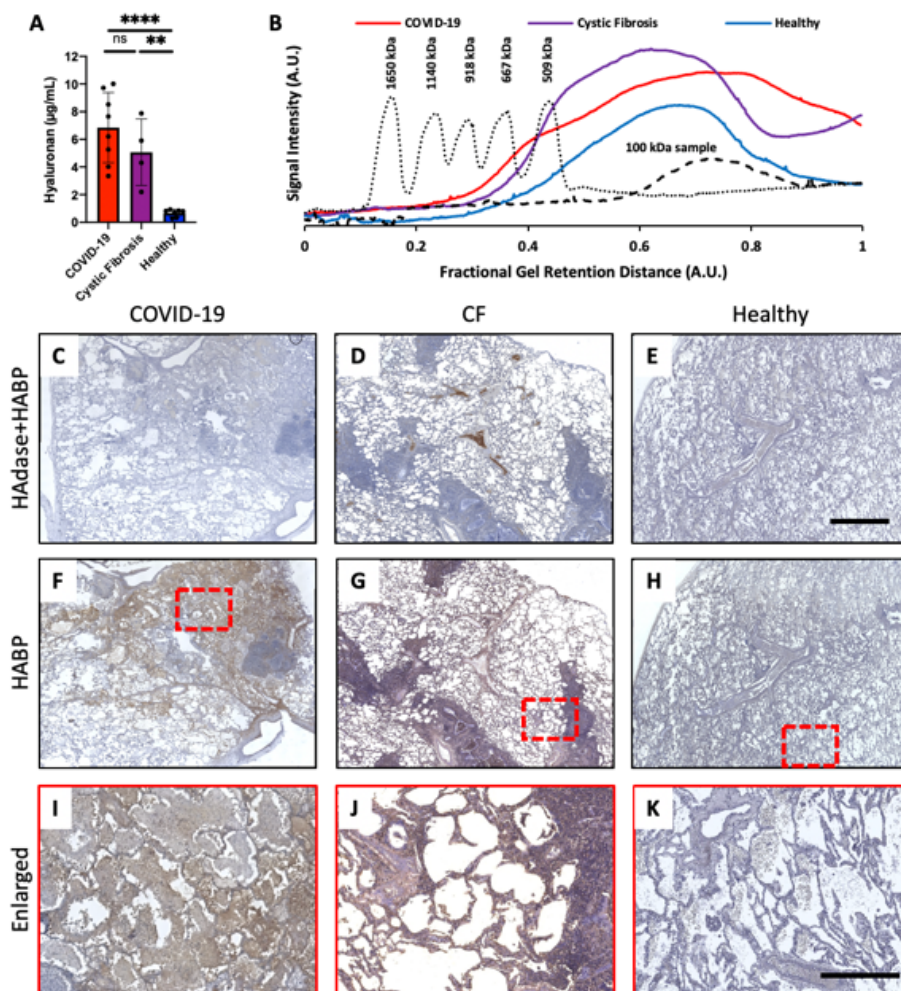 A
****
ns
**
Hyaluronan (µg/mL)
12
10
8
6
4
2
0
COVID-19
Cystic Fibrosis
Healthy
B
COVID-19
Cystic Fibrosis
Healthy
Signal Intensity (A.U.)
1650 kDa
1140 kDa
918 kDa
667 kDa
509 kDa
100 kDa sample
0
0.2
0.4
0.6
0.8
1
Fractional Gel Retention Distance (A.U.)
COVID-19
CF
Healthy
HAdase+HABP
C
D
E
HABP
F
G
H
Enlarged
I
J
K